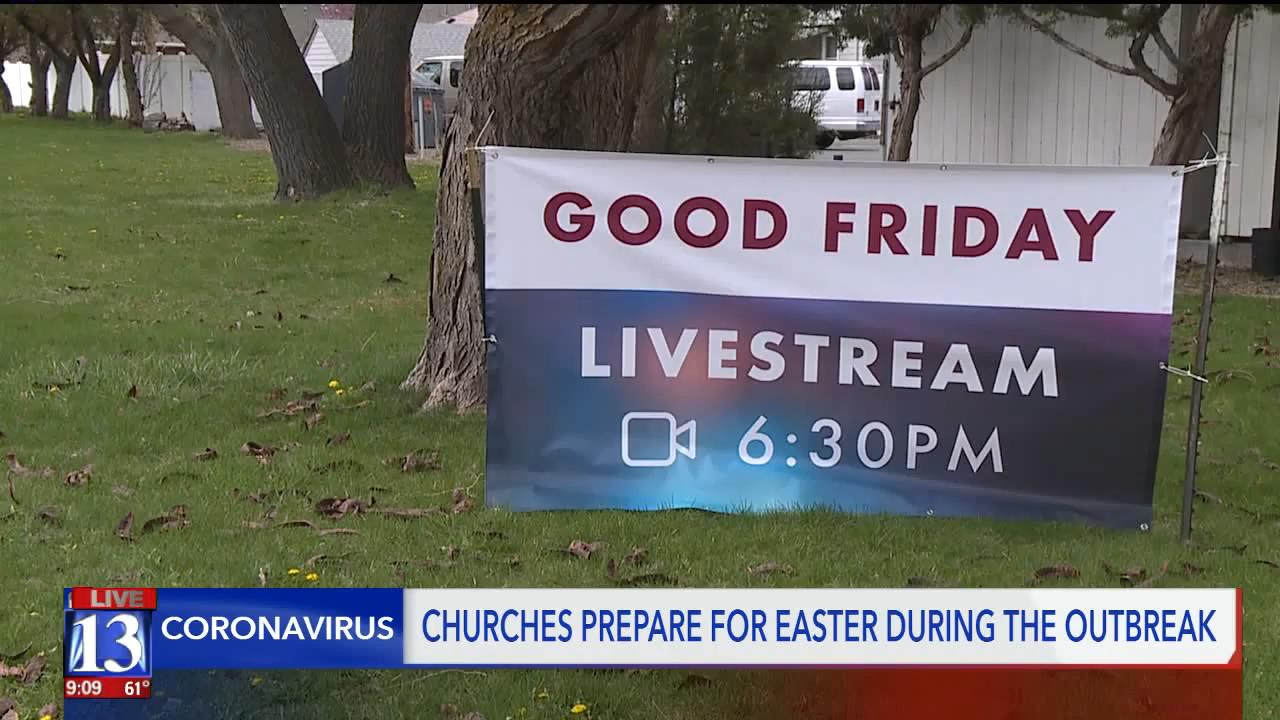 GOOD FRIDAY
LIVESTREAM
6:30PM
LIVE
13
9:09 61°
CORONAVIRUS
CHURCHES PREPARE FOR EASTER DURING THE OUTBREAK